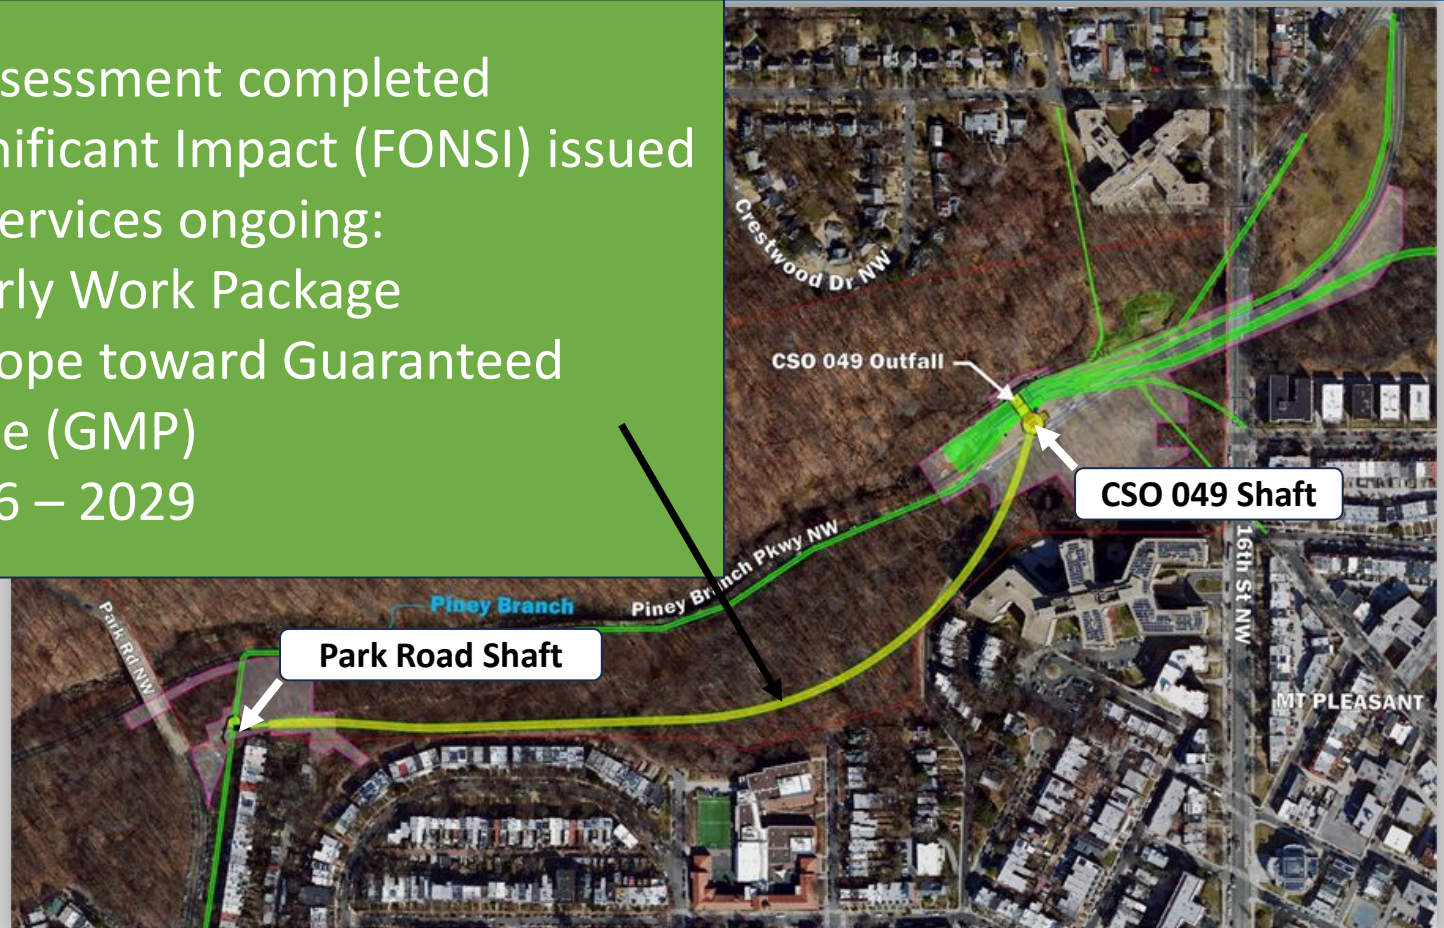 sessment completed
nificant Impact (FONSI) issued
ervices ongoing:
rly Work Package
ope toward Guaranteed
e (GMP)
6 – 2029
Crestwood Dr NW
CSO 049 Outfall
CSO 049 Shaft
16th St NW
Piney Branch Pkwy NW
Piney Branch
Park Rd NW
Park Road Shaft
MT PLEASANT